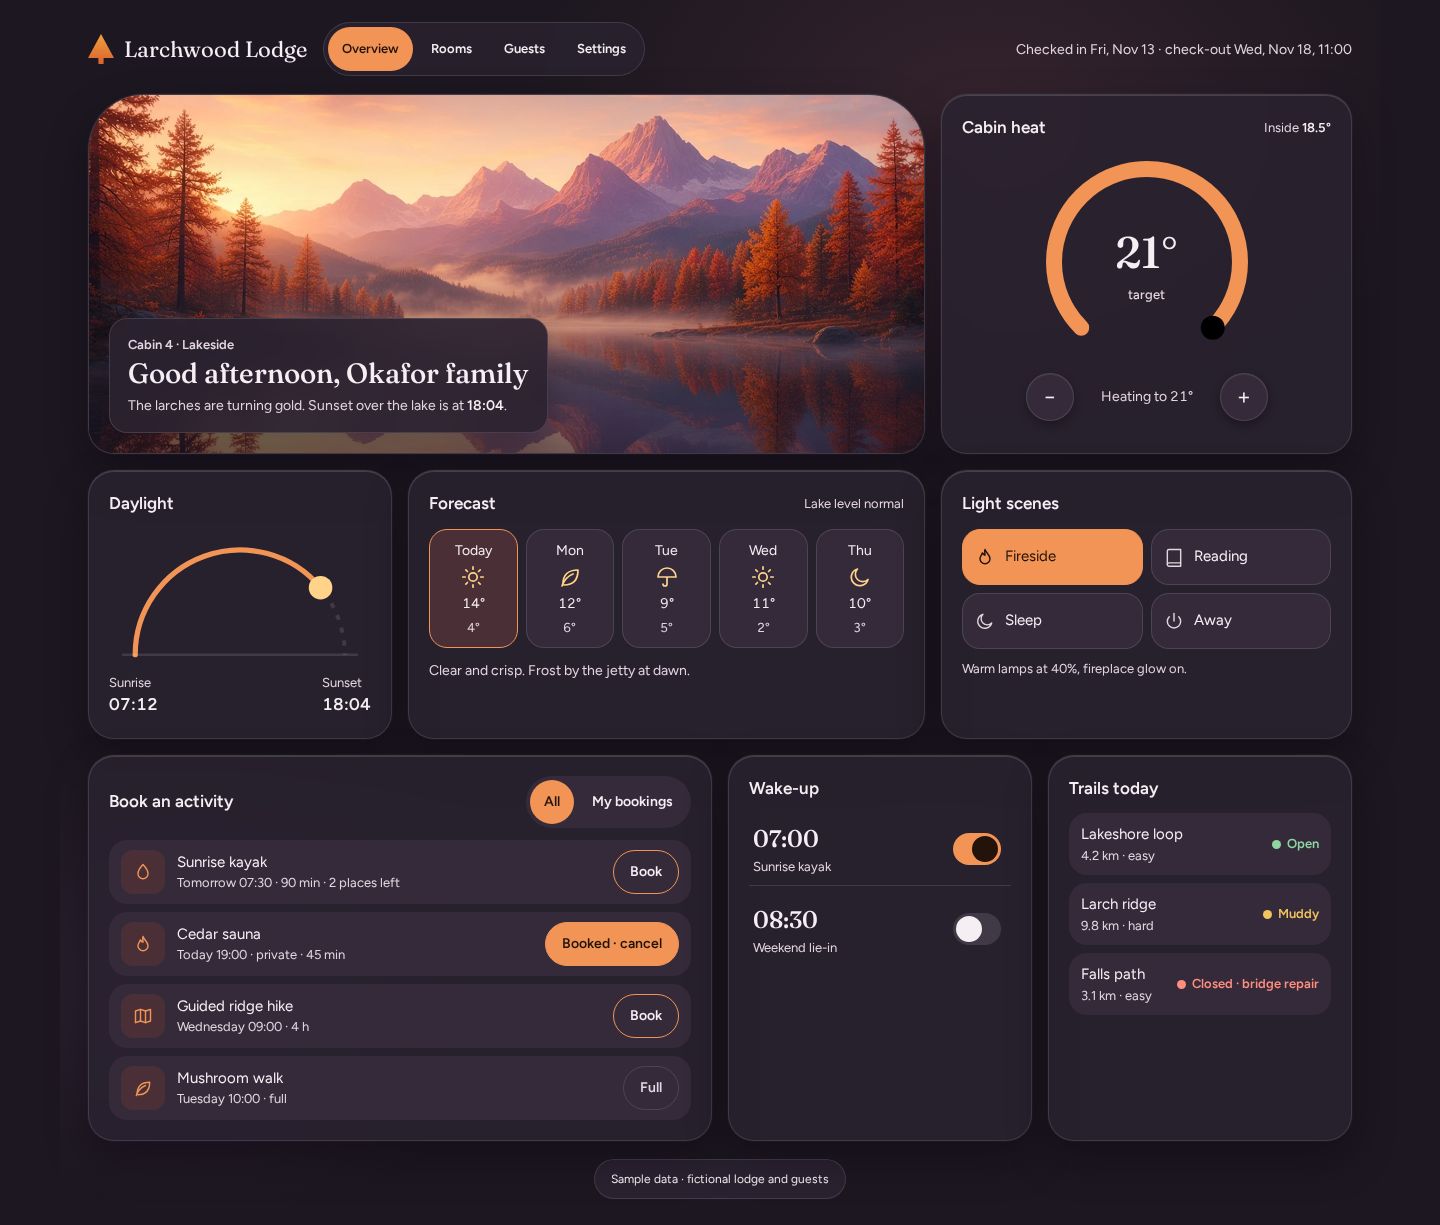 Larchwood Lodge
Overview
Rooms
Guests
Settings
Checked in Fri, Nov 13 · check-out Wed, Nov 18, 11:00
Cabin 4 · Lakeside
Good afternoon, Okafor family
The larches are turning gold. Sunset over the lake is at 18:04.
Cabin heat
Inside 18.5°
21°
target
−
Heating to 21°
+
Daylight
Sunrise
07:12
Sunset
18:04
Forecast
Lake level normal
Today
14°
4°
Mon
12°
6°
Tue
9°
5°
Wed
11°
2°
Thu
10°
3°
Clear and crisp. Frost by the jetty at dawn.
Light scenes
Fireside
Reading
Sleep
Away
Warm lamps at 40%, fireplace glow on.
Book an activity
All
My bookings
Sunrise kayak
Tomorrow 07:30 · 90 min · 2 places left
Book
Cedar sauna
Today 19:00 · private · 45 min
Booked · cancel
Guided ridge hike
Wednesday 09:00 · 4 h
Book
Mushroom walk
Tuesday 10:00 · full
Full
Wake-up
07:00
Sunrise kayak
08:30
Weekend lie-in
Trails today
Lakeshore loop
4.2 km · easy
Open
Larch ridge
9.8 km · hard
Muddy
Falls path
3.1 km · easy
Closed · bridge repair
Sample data · fictional lodge and guests